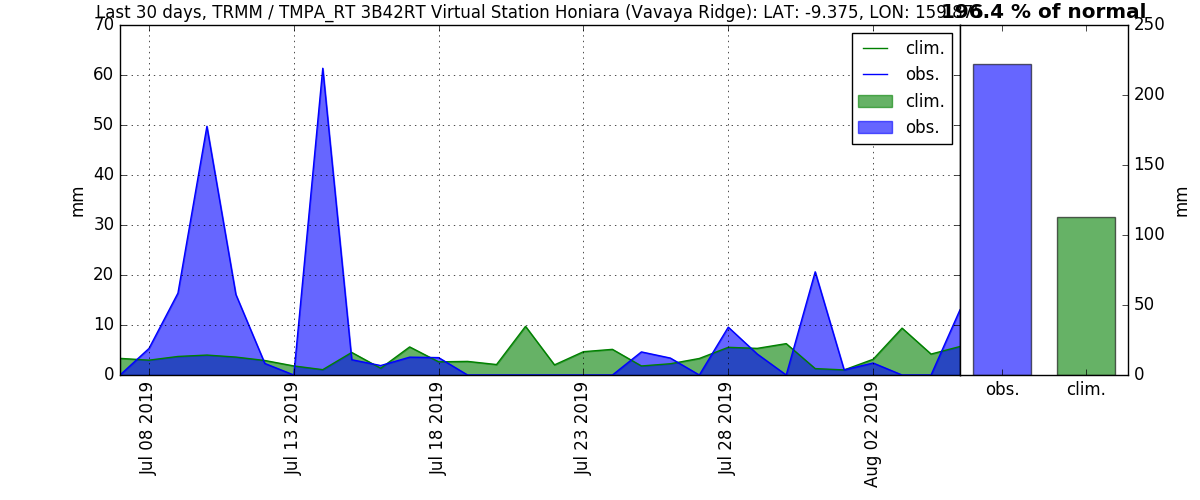 Last 30 days, TRMM / TMPA_RT 3B42RT Virtual Station Honiara (Vavaya Ridge): LAT: -9.375, LON:
196.4 % of normal
70
60
50
40
30
20
10
0
mm
clim.
obs.
clim.
obs.
Jul 08 2019
Jul 13 2019
Jul 18 2019
Jul 23 2019
Jul 28 2019
Aug 02 2019
250
200
150
100
50
0
mm
obs.
clim.